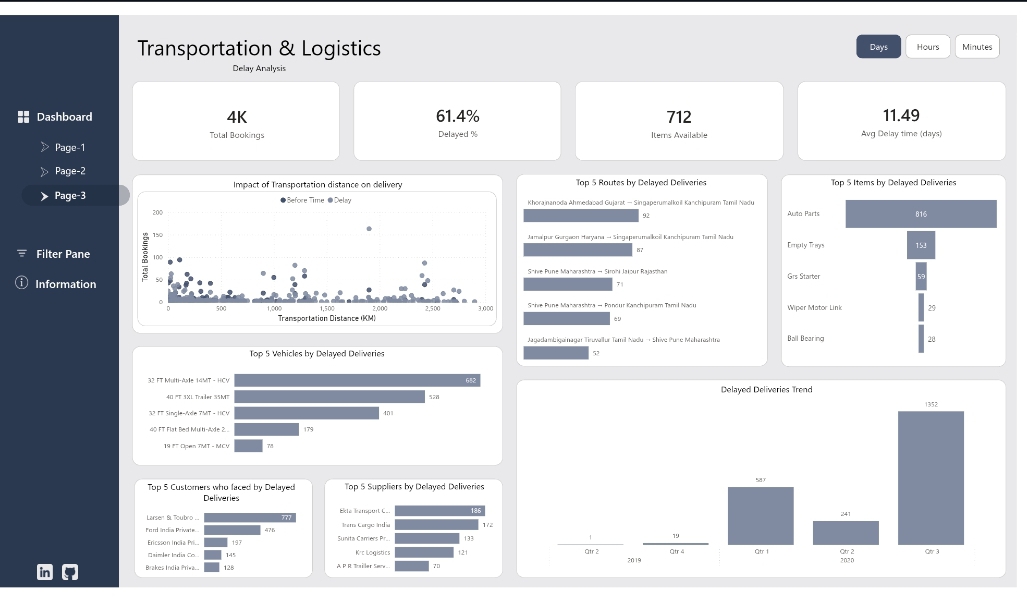 Transportation & Logistics
Delay Analysis
Days
Hours
Minutes
Dashboard
Page-1
Page-2
Page-3
Filter Pane
Information
4K
Total Bookings
61.4%
Delayed %
712
Items Available
11.49
Avg Delay time (days)
Impact of Transportation distance on delivery
Before Time
Delay
Total Bookings
200
150
100
50
0
0
500
1,000
1,500
2,000
2,500
3,000
Transportation Distance (KM)
Top 5 Routes by Delayed Deliveries
Khorajnanoda Ahmedabad Gujarat → Singaperumalkoil Kanchipuram Tamil Nadu
92
Jamalpur Gurgaon Haryana → Singaperumalkoil Kanchipuram Tamil Nadu
87
Shive Pune Maharashtra → Sirohi Jaipur Rajasthan
71
Shive Pune Maharashtra → Pondur Kanchipuram Tamil Nadu
69
Jagadambigainagar Tiruvallur Tamil Nadu → Shive Pune Maharashtra
52
Top 5 Items by Delayed Deliveries
Auto Parts 816
Empty Trays 153
Grs Starter 59
Wiper Motor Link 29
Ball Bearing 28
Top 5 Vehicles by Delayed Deliveries
32 FT Multi-Axle 14MT - HCV 682
40 FT 3XL Trailer 35MT 528
32 FT Single-Axle 7MT - HCV 401
40 FT Flat Bed Multi-Axle 2... 179
19 FT Open 7MT - MCV 78
Top 5 Customers who faced by Delayed
Deliveries
Larsen & Toubro ... 777
Ford India Private... 476
Ericsson India Pri... 197
Daimler India Co... 145
Brakes India Priva... 128
Top 5 Suppliers by Delayed Deliveries
Ekta Transport C... 186
Trans Cargo India 172
Sunita Carriers Pr... 133
Krc Logistics 121
A P R Trailler Serv... 70
Delayed Deliveries Trend
1
19
587
241
1352
Qtr 2
Qtr 4
Qtr 1
Qtr 2
Qtr 3
2019
2020
in